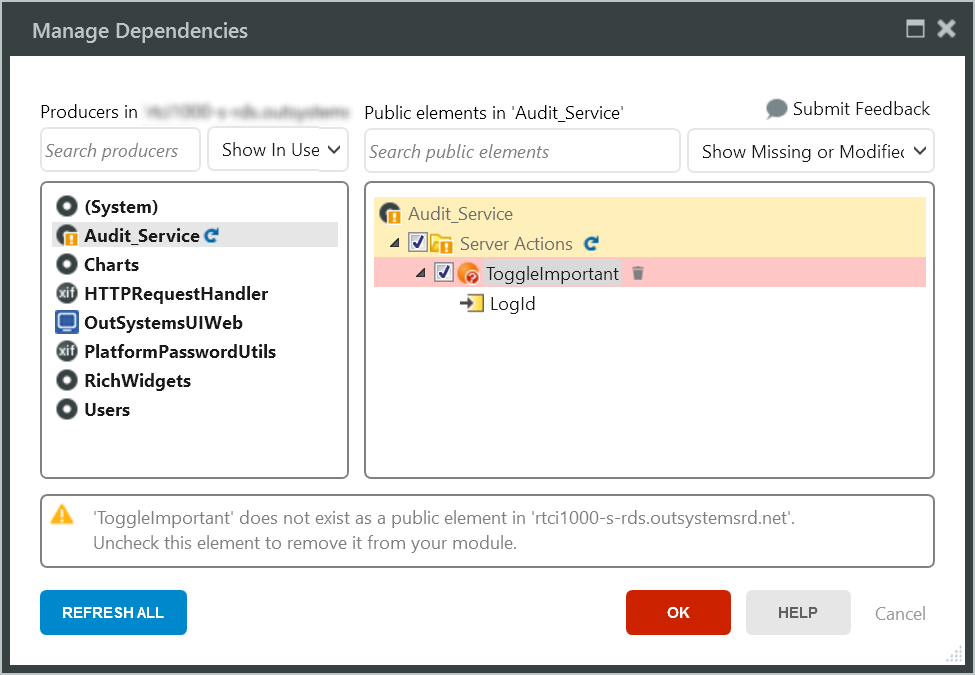 Manage Dependencies
Producers in
Public elements in 'Audit_Service'
Submit Feedback
Search producers
Show In Use
Search public elements
Show Missing or Modified
(System)
Audit_Service
Charts
xif HTTPRequestHandler
OutSystemsUIWeb
xif PlatformPasswordUtils
RichWidgets
Users
Audit_Service
Server Actions
ToggleImportant
LogId
'ToggleImportant' does not exist as a public element in 'rtci1000-s-rds.outsystemsrd.net'.
Uncheck this element to remove it from your module.
REFRESH ALL
OK
HELP
Cancel